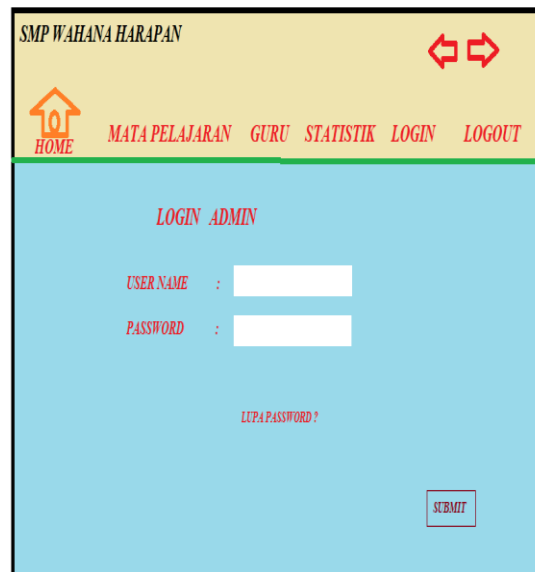 SMP WAHANA HARAPAN
HOME MATA PELAJARAN GURU STATISTIK LOGIN LOGOUT
LOGIN ADMIN
USER NAME :
PASSWORD :
LUPA PASSWORD ?
SUBMIT